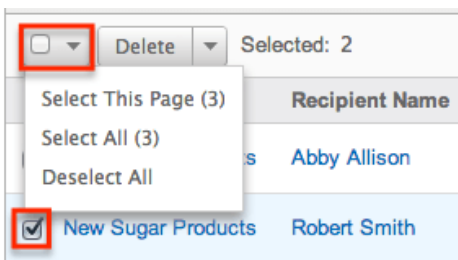 Delete Selected: 2
Select This Page (3)
Recipient Name
Select All (3)
s Abby Allison
Deselect All
New Sugar Products Robert Smith